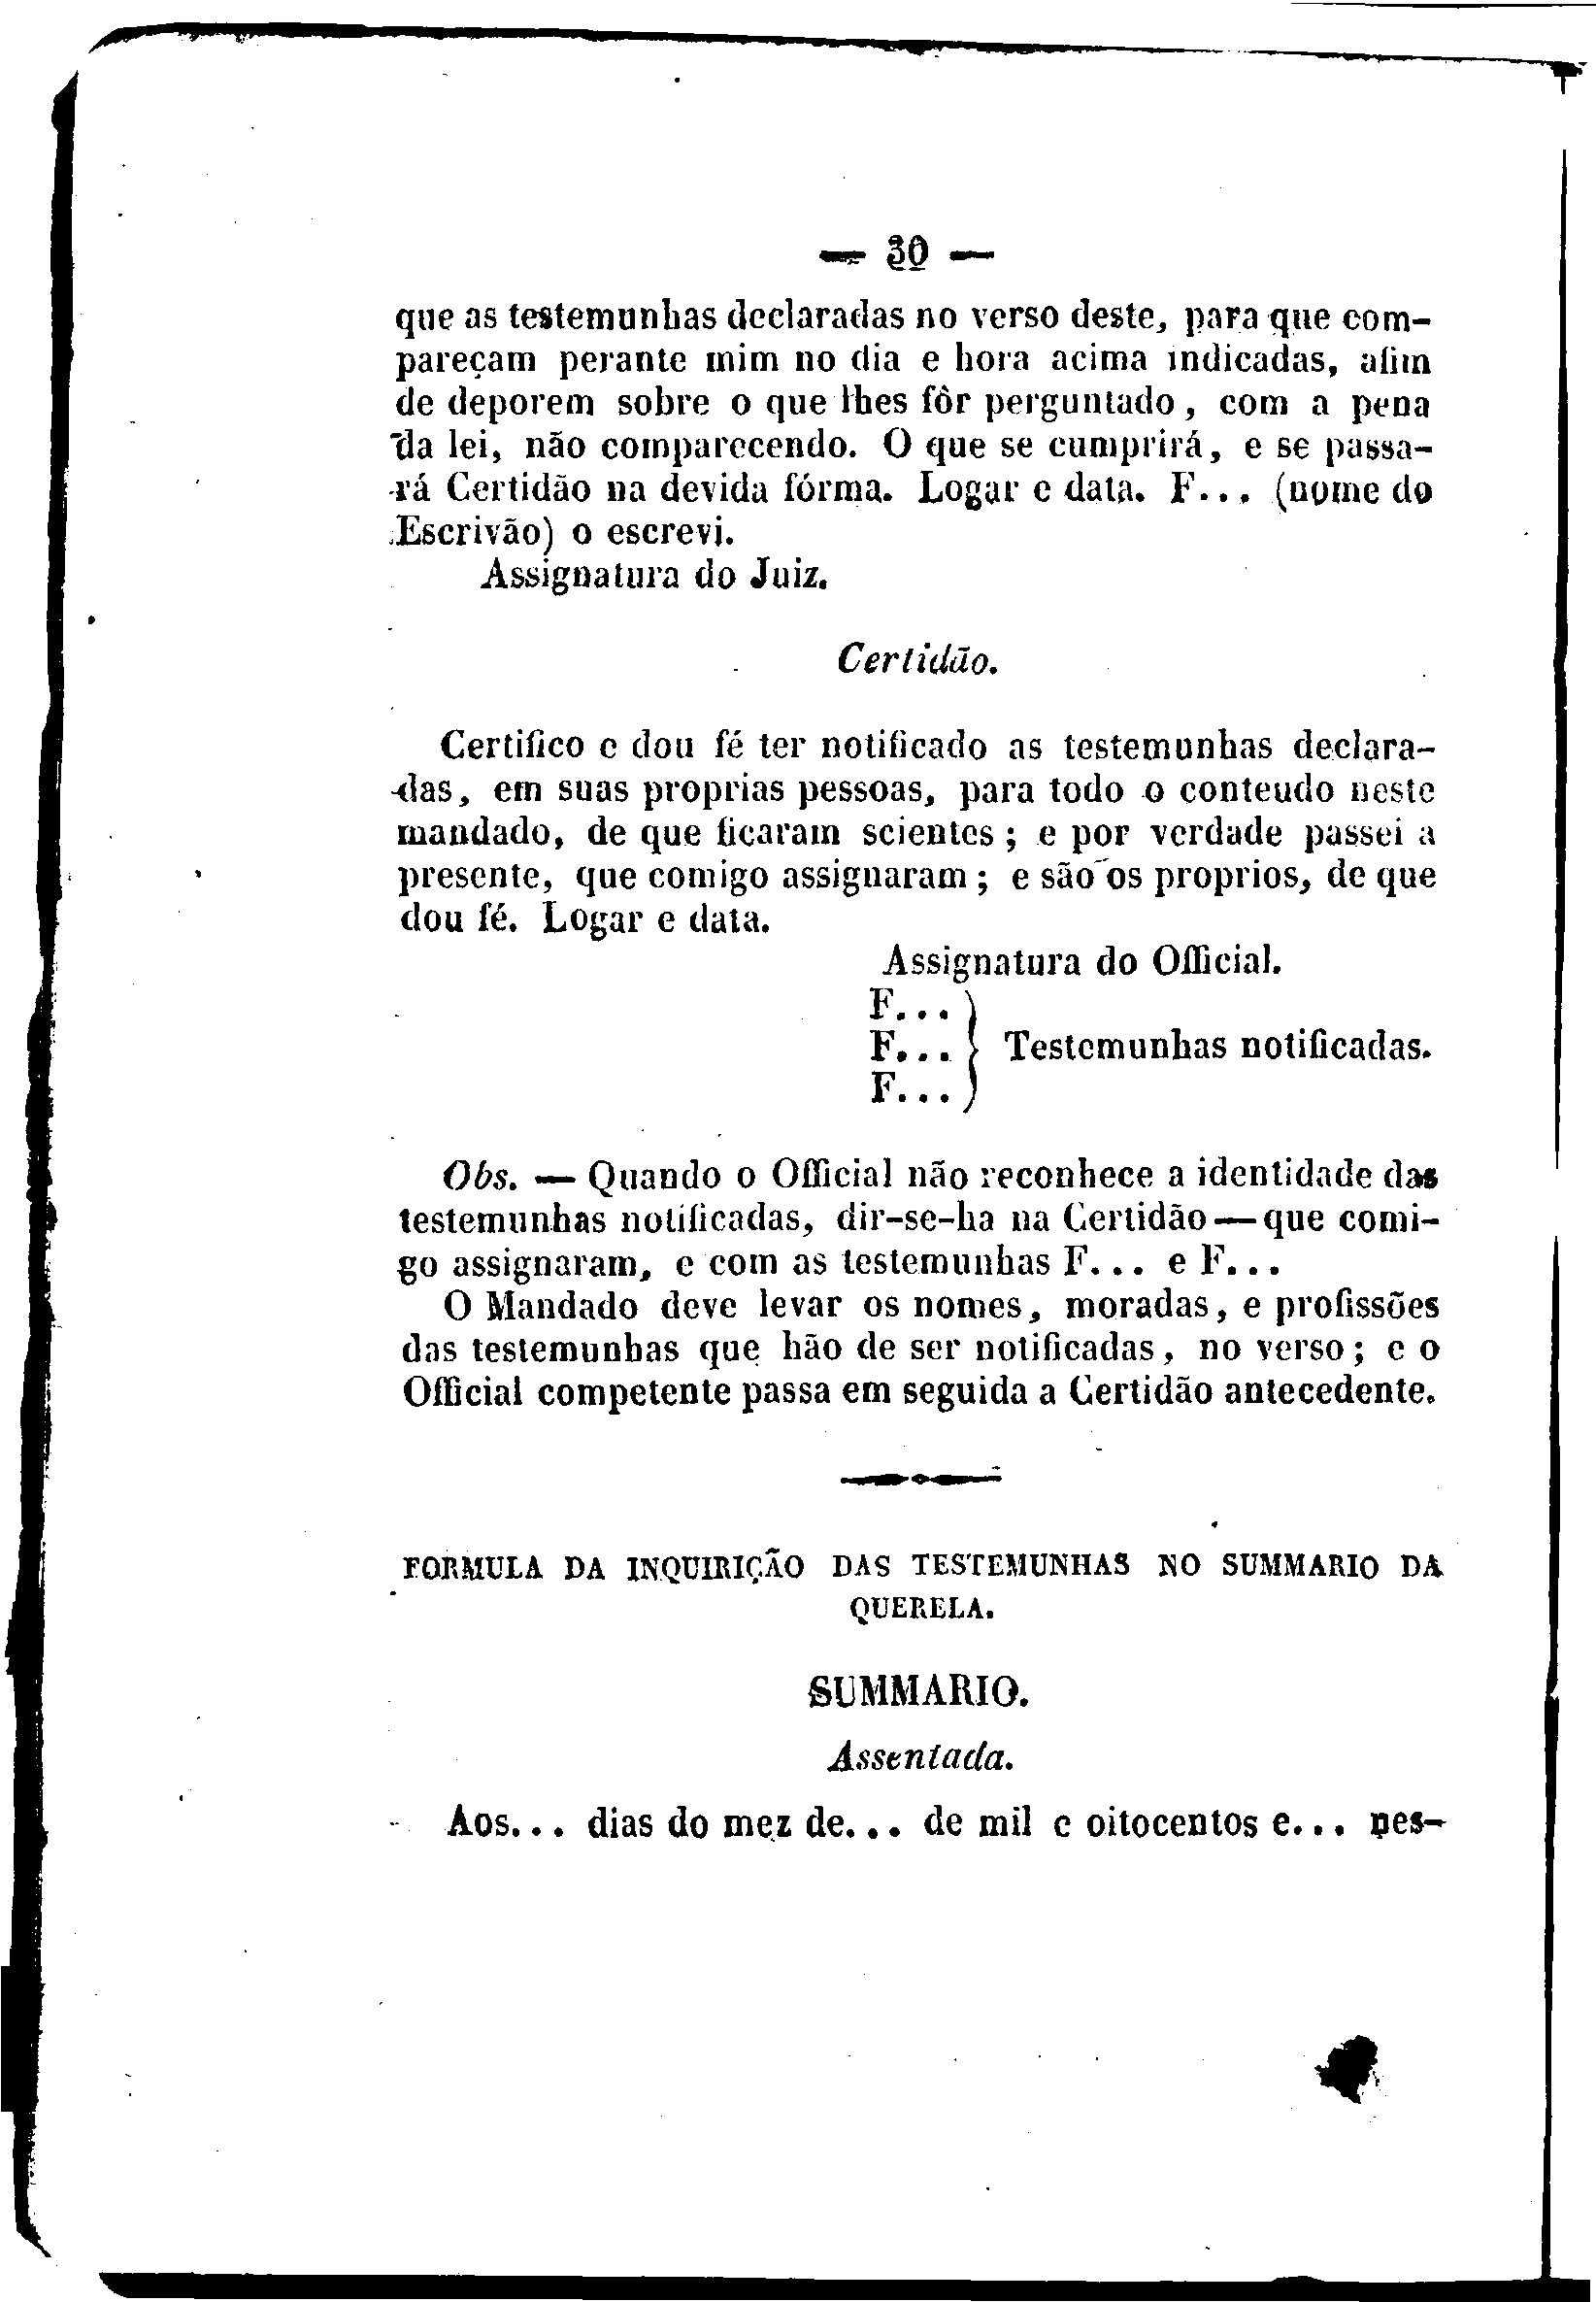 — 30 —
que as testemunhas declaradas no verso deste, para que com-
pareçam perante mim no dia e hora acima indicadas, afim
de deporem sobre o que lhes fôr perguntado, com a pena
da lei, não comparecendo. O que se cumprirá, e se passa-
rá Certidão na devida fórma. Logar e data. F... (nome do
Escrivão) o escrevi.
Assignatura do Juiz.
Certidão.
Certifico e dou fé ter notificado as testemunhas declara-
das, em suas proprias pessoas, para todo o conteudo neste
mandado, de que ficaram scientes; e por verdade passei a
presente, que comigo assignaram; e são os proprios, de que
dou fé. Logar e data.
Assignatura do Official.
F...
F... } Testemunhas notificadas.
F...
Obs. — Quando o Official não reconhece a identidade das
testemunhas notificadas, dir-se-ha na Certidão — que comi-
go assignaram, e com as testemunhas F... e F...
O Mandado deve levar os nomes, moradas, e profissões
das testemunhas que hão de ser notificadas, no verso; e o
Official competente passa em seguida a Certidão antecedente.
FORMULA DA INQUIRIÇÃO DAS TESTEMUNHAS NO SUMMARIO DA
QUERELA.
SUMMARIO.
Assentada.
Aos... dias do mez de... de mil e oitocentos e... nes-